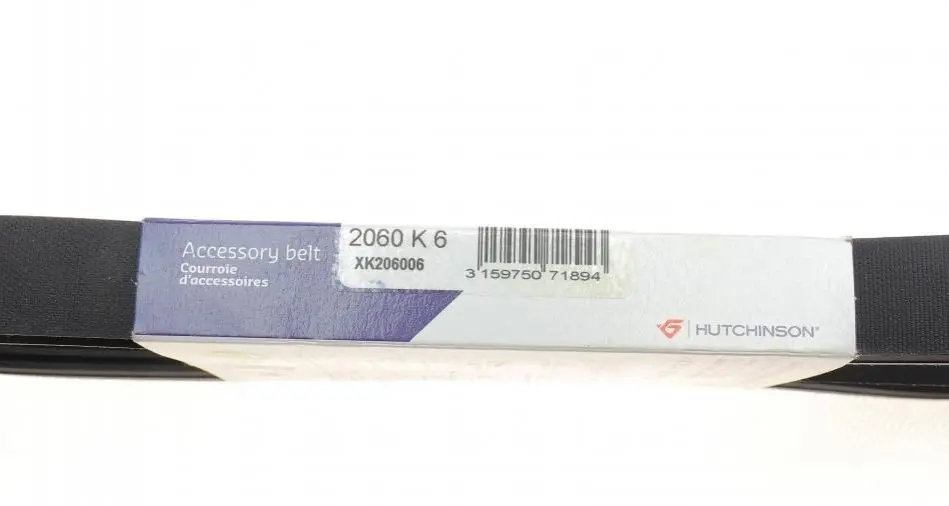 Accessory belt
Courroie
d'accessoires
2060 K 6
XK206006
3 159750 71894
HUTCHINSON®